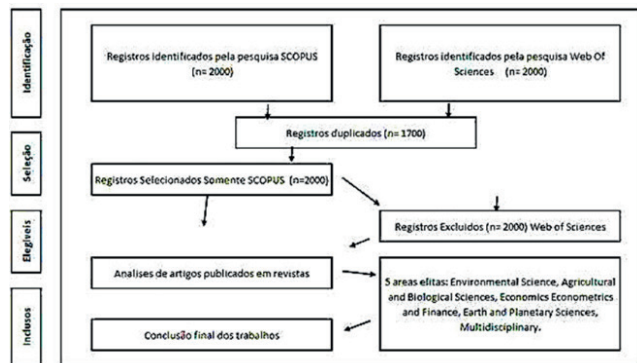 Identificação
Registros identificados pela pesquisa SCOPUS
(n= 2000)
Registros identificados pela pesquisa Web Of
Sciences (n= 2000)
Registros duplicados (n= 1700)
Seleção
Registros Selecionados Somente SCOPUS (n=2000)
Elegíveis
Registros Excluidos (n= 2000) Web of Sciences
Analises de artigos publicados em revistas
5 areas elitas: Environmental Science, Agricultural
and Biological Sciences, Economics Econometrics
and Finance, Earth and Planetary Sciences,
Multidisciplinary.
Inclusos
Conclusão final dos trabalhos